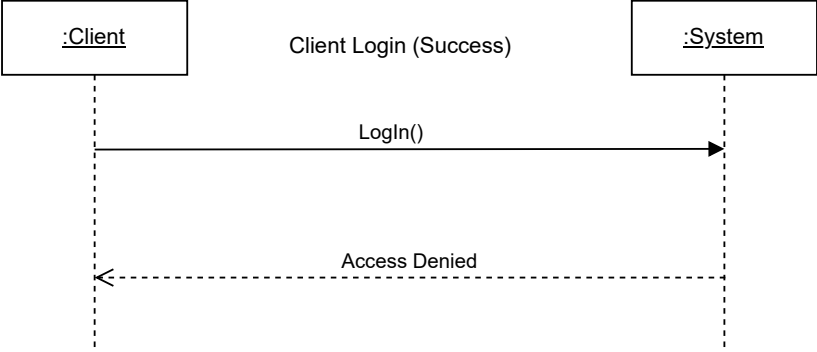 :Client
Client Login (Success)
:System
LogIn()
Access Denied